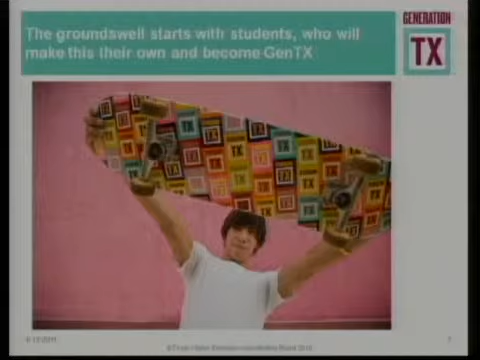 The groundswell starts with students, who will
make this their own and become GenTX
GENERATION
TX